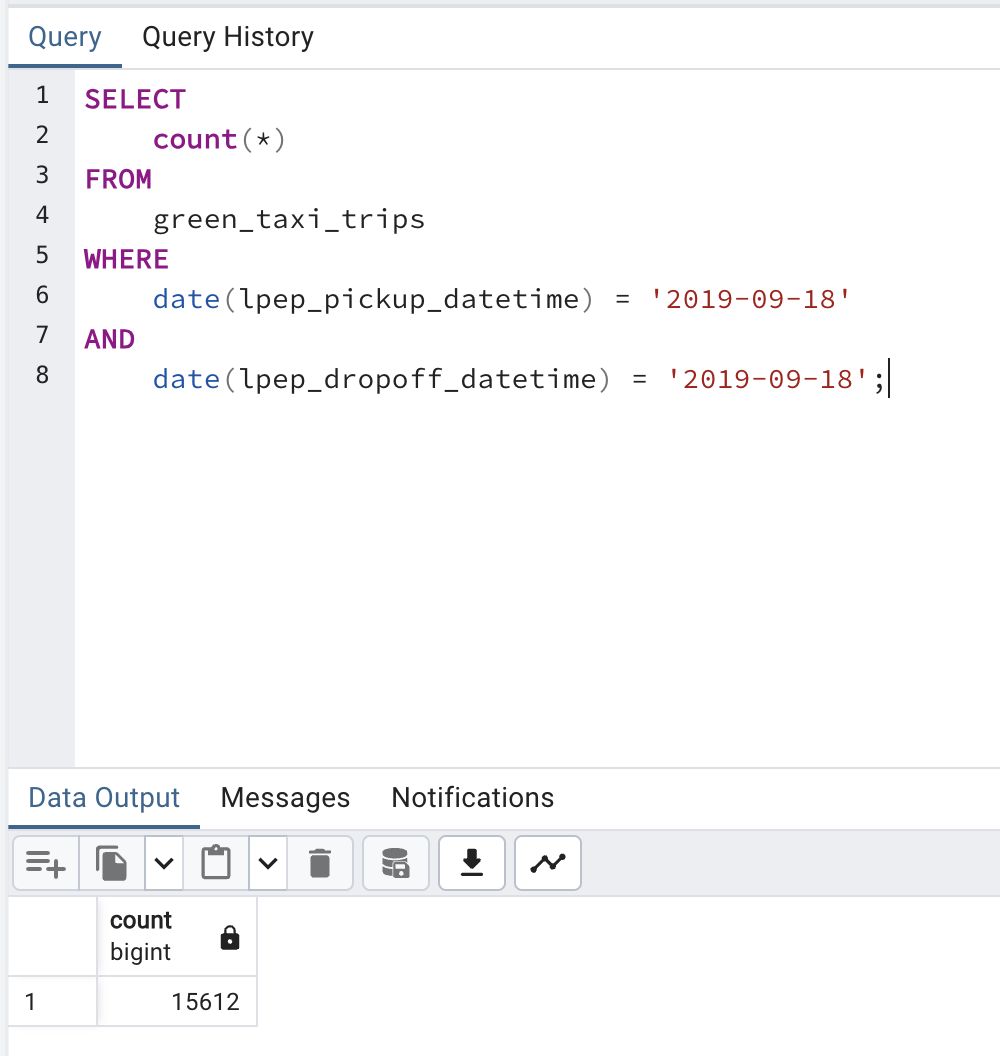 Query Query History
1 SELECT
2 count(*)
3 FROM
4 green_taxi_trips
5 WHERE
6 date(lpep_pickup_datetime) = '2019-09-18'
7 AND
8 date(lpep_dropoff_datetime) = '2019-09-18';
Data Output Messages Notifications
count
bigint
1 15612